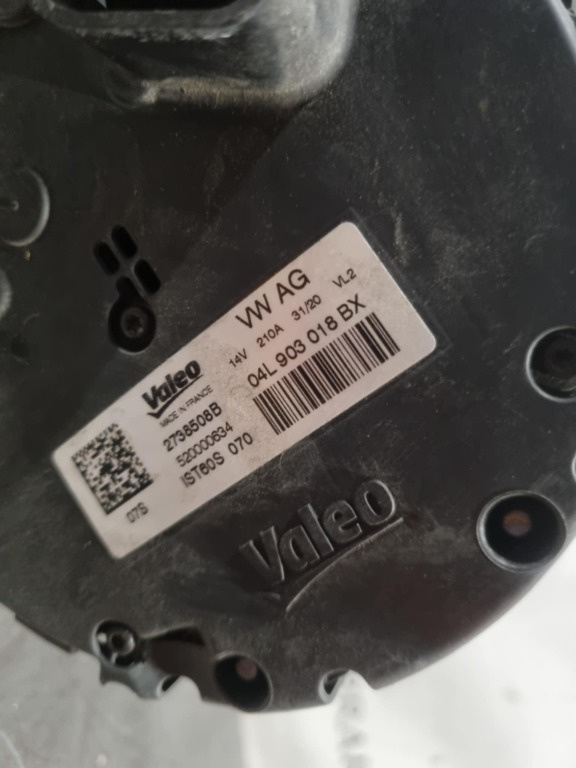 VW AG
14V 210A 31/20 VL2
04L 903 018 BX
Valeo
MADE IN FRANCE
2738508B
520000634
IST60S 070
07S
Valeo